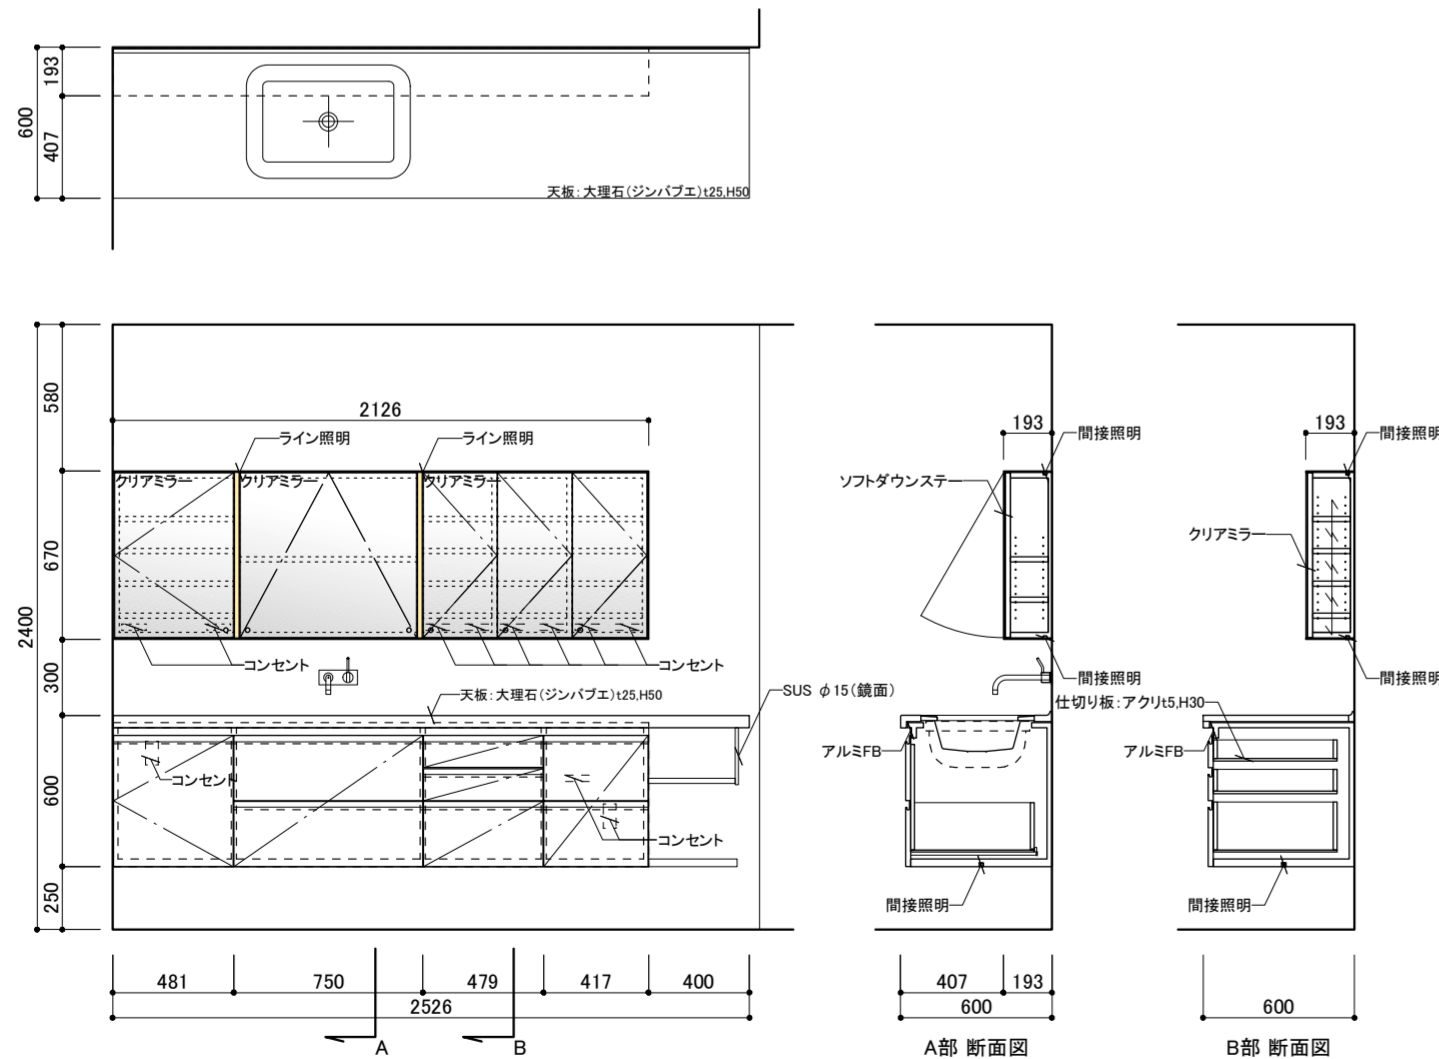 600
193
407
天板：大理石（ジンバブエ）t25,H50
2400
580
670
300
600
250
2126
ライン照明
ライン照明
クリアミラー
クリアミラー
クリアミラー
コンセント
コンセント
天板：大理石（ジンバブエ）t25,H50
SUS φ15（鏡面）
コンセント
コンセント
481
750
479
417
400
2526
A
B
193
間接照明
ソフトダウンステー
間接照明
アルミFB
間接照明
407
193
600
A部 断面図
193
間接照明
クリアミラー
間接照明
仕切り板：アクリt5,H30
アルミFB
間接照明
600
B部 断面図